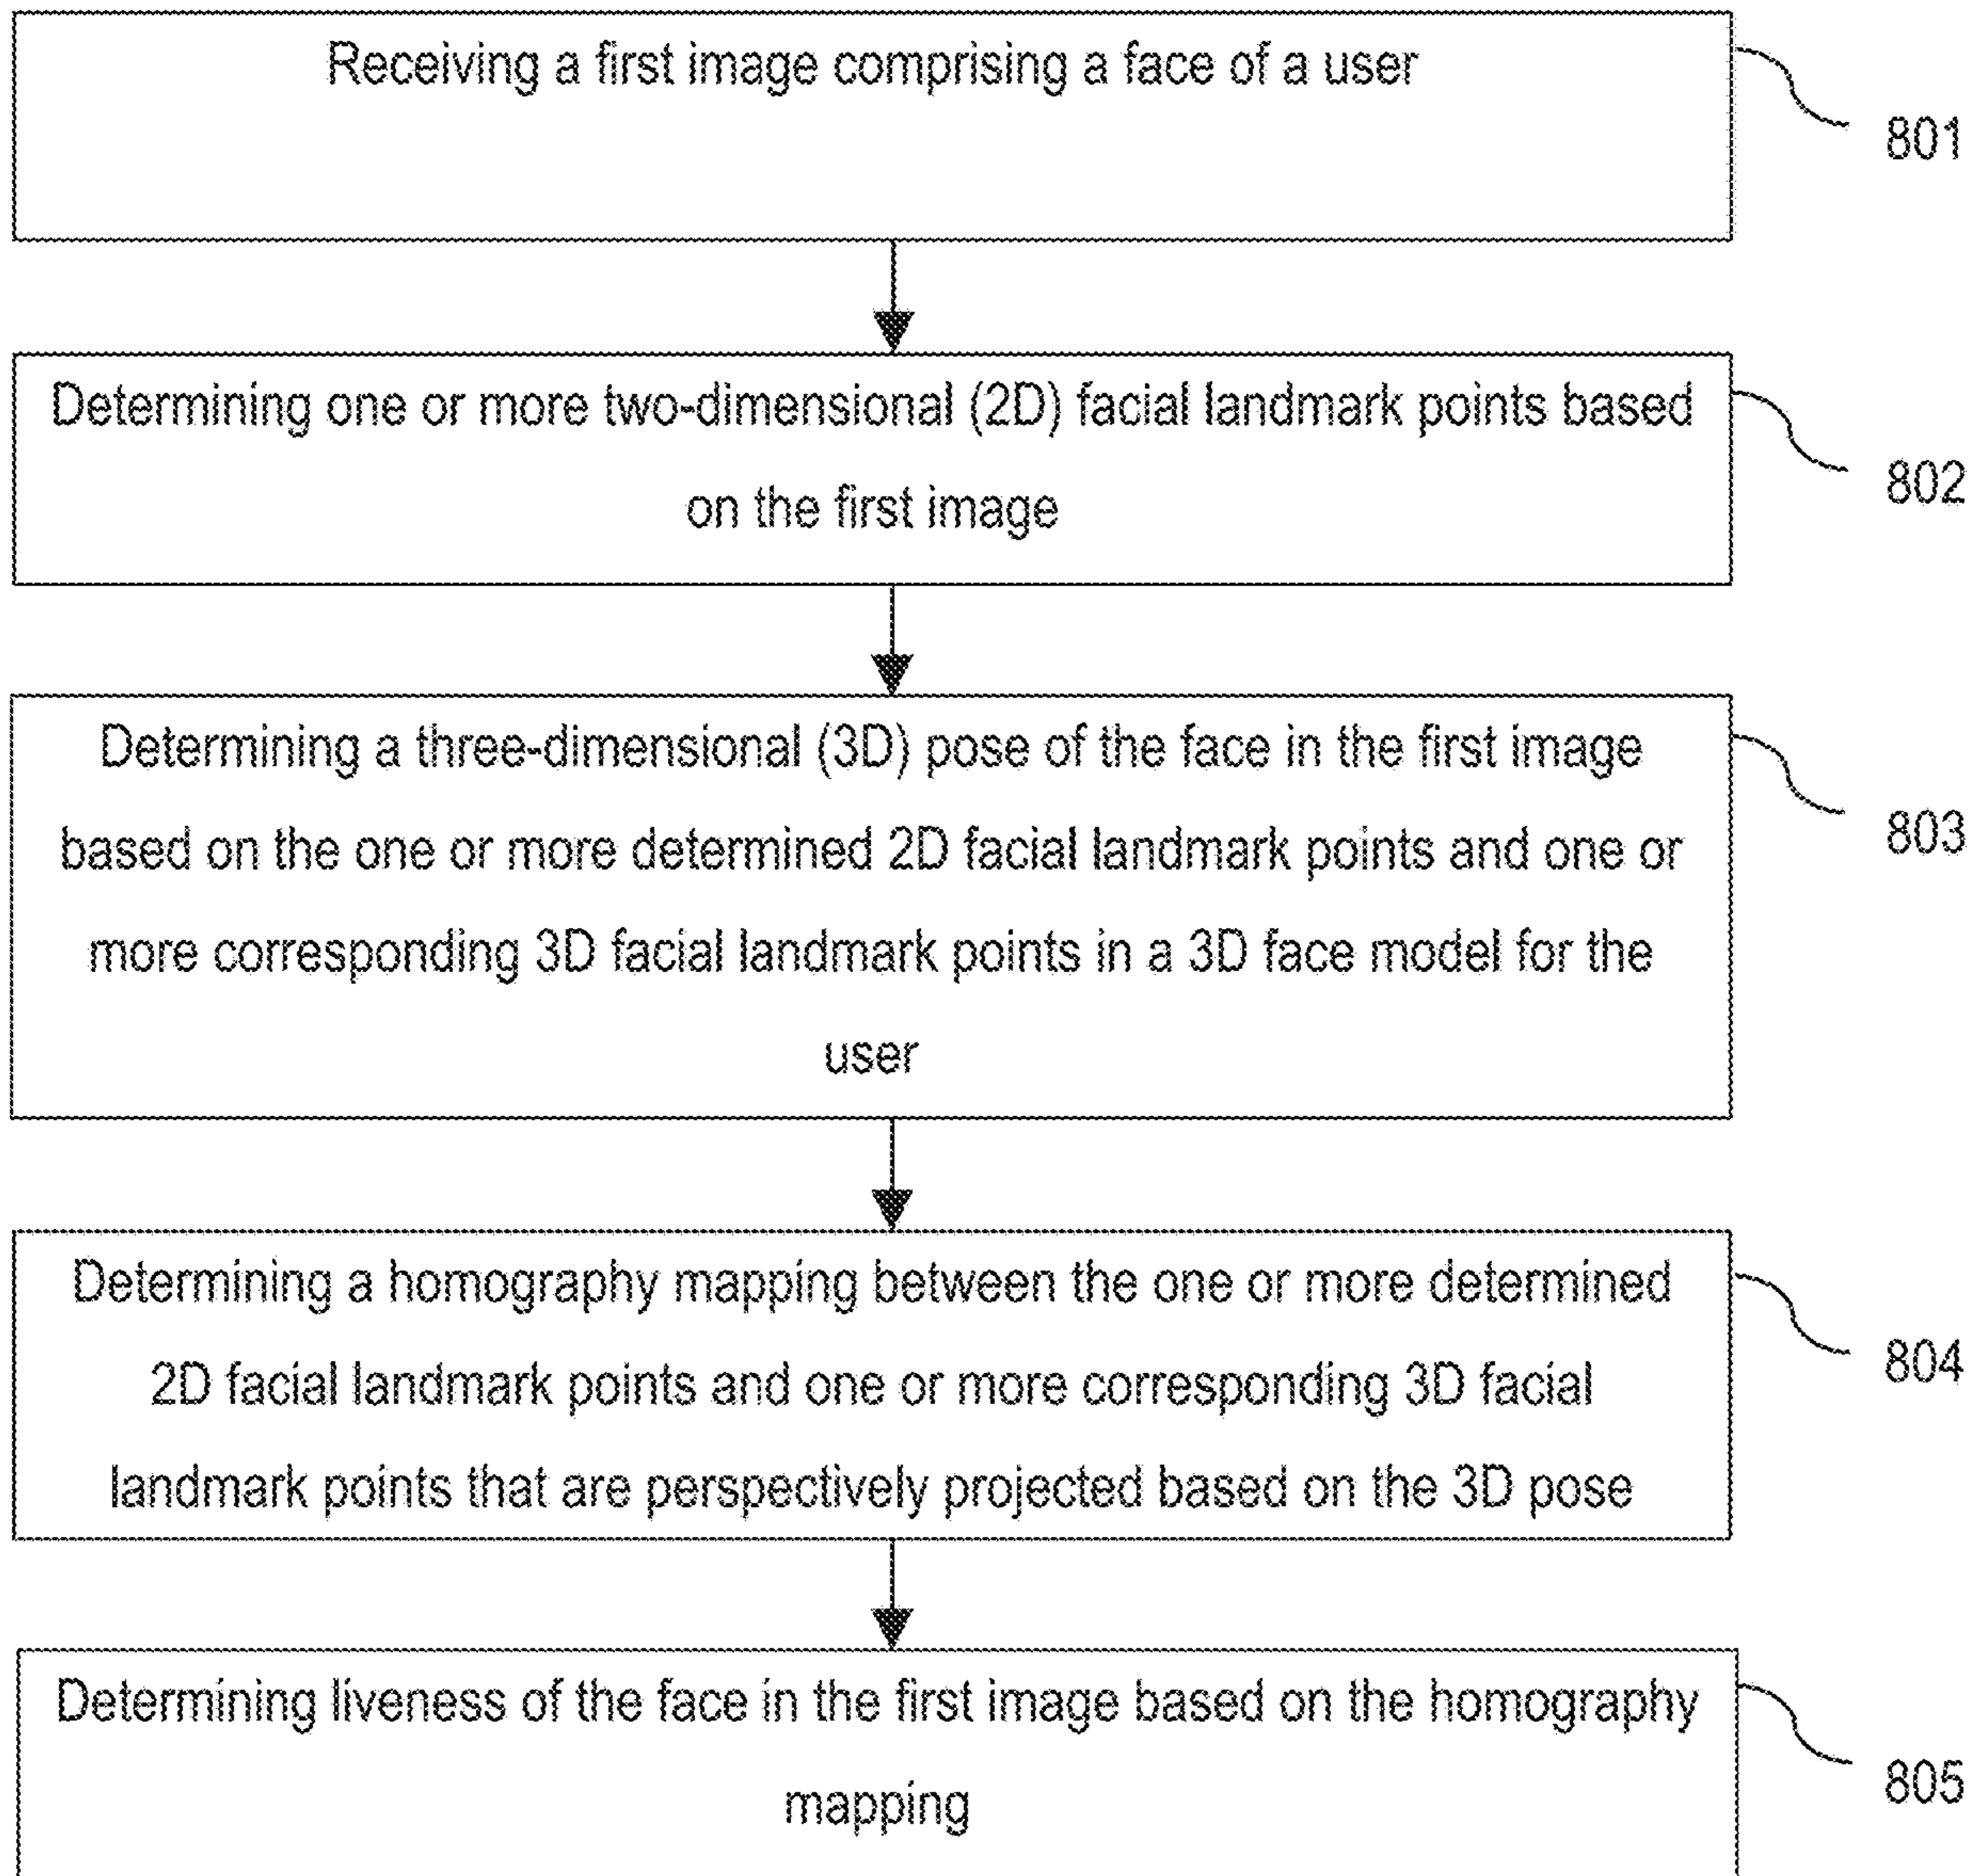 Receiving a first image comprising a face of a user
801
Determining one or more two-dimensional (2D) facial landmark points based
on the first image
802
Determining a three-dimensional (3D) pose of the face in the first image
based on the one or more determined 2D facial landmark points and one or
more corresponding 3D facial landmark points in a 3D face model for the
user
803
Determining a homography mapping between the one or more determined
2D facial landmark points and one or more corresponding 3D facial
landmark points that are perspectively projected based on the 3D pose
804
Determining liveness of the face in the first image based on the homography
mapping
805